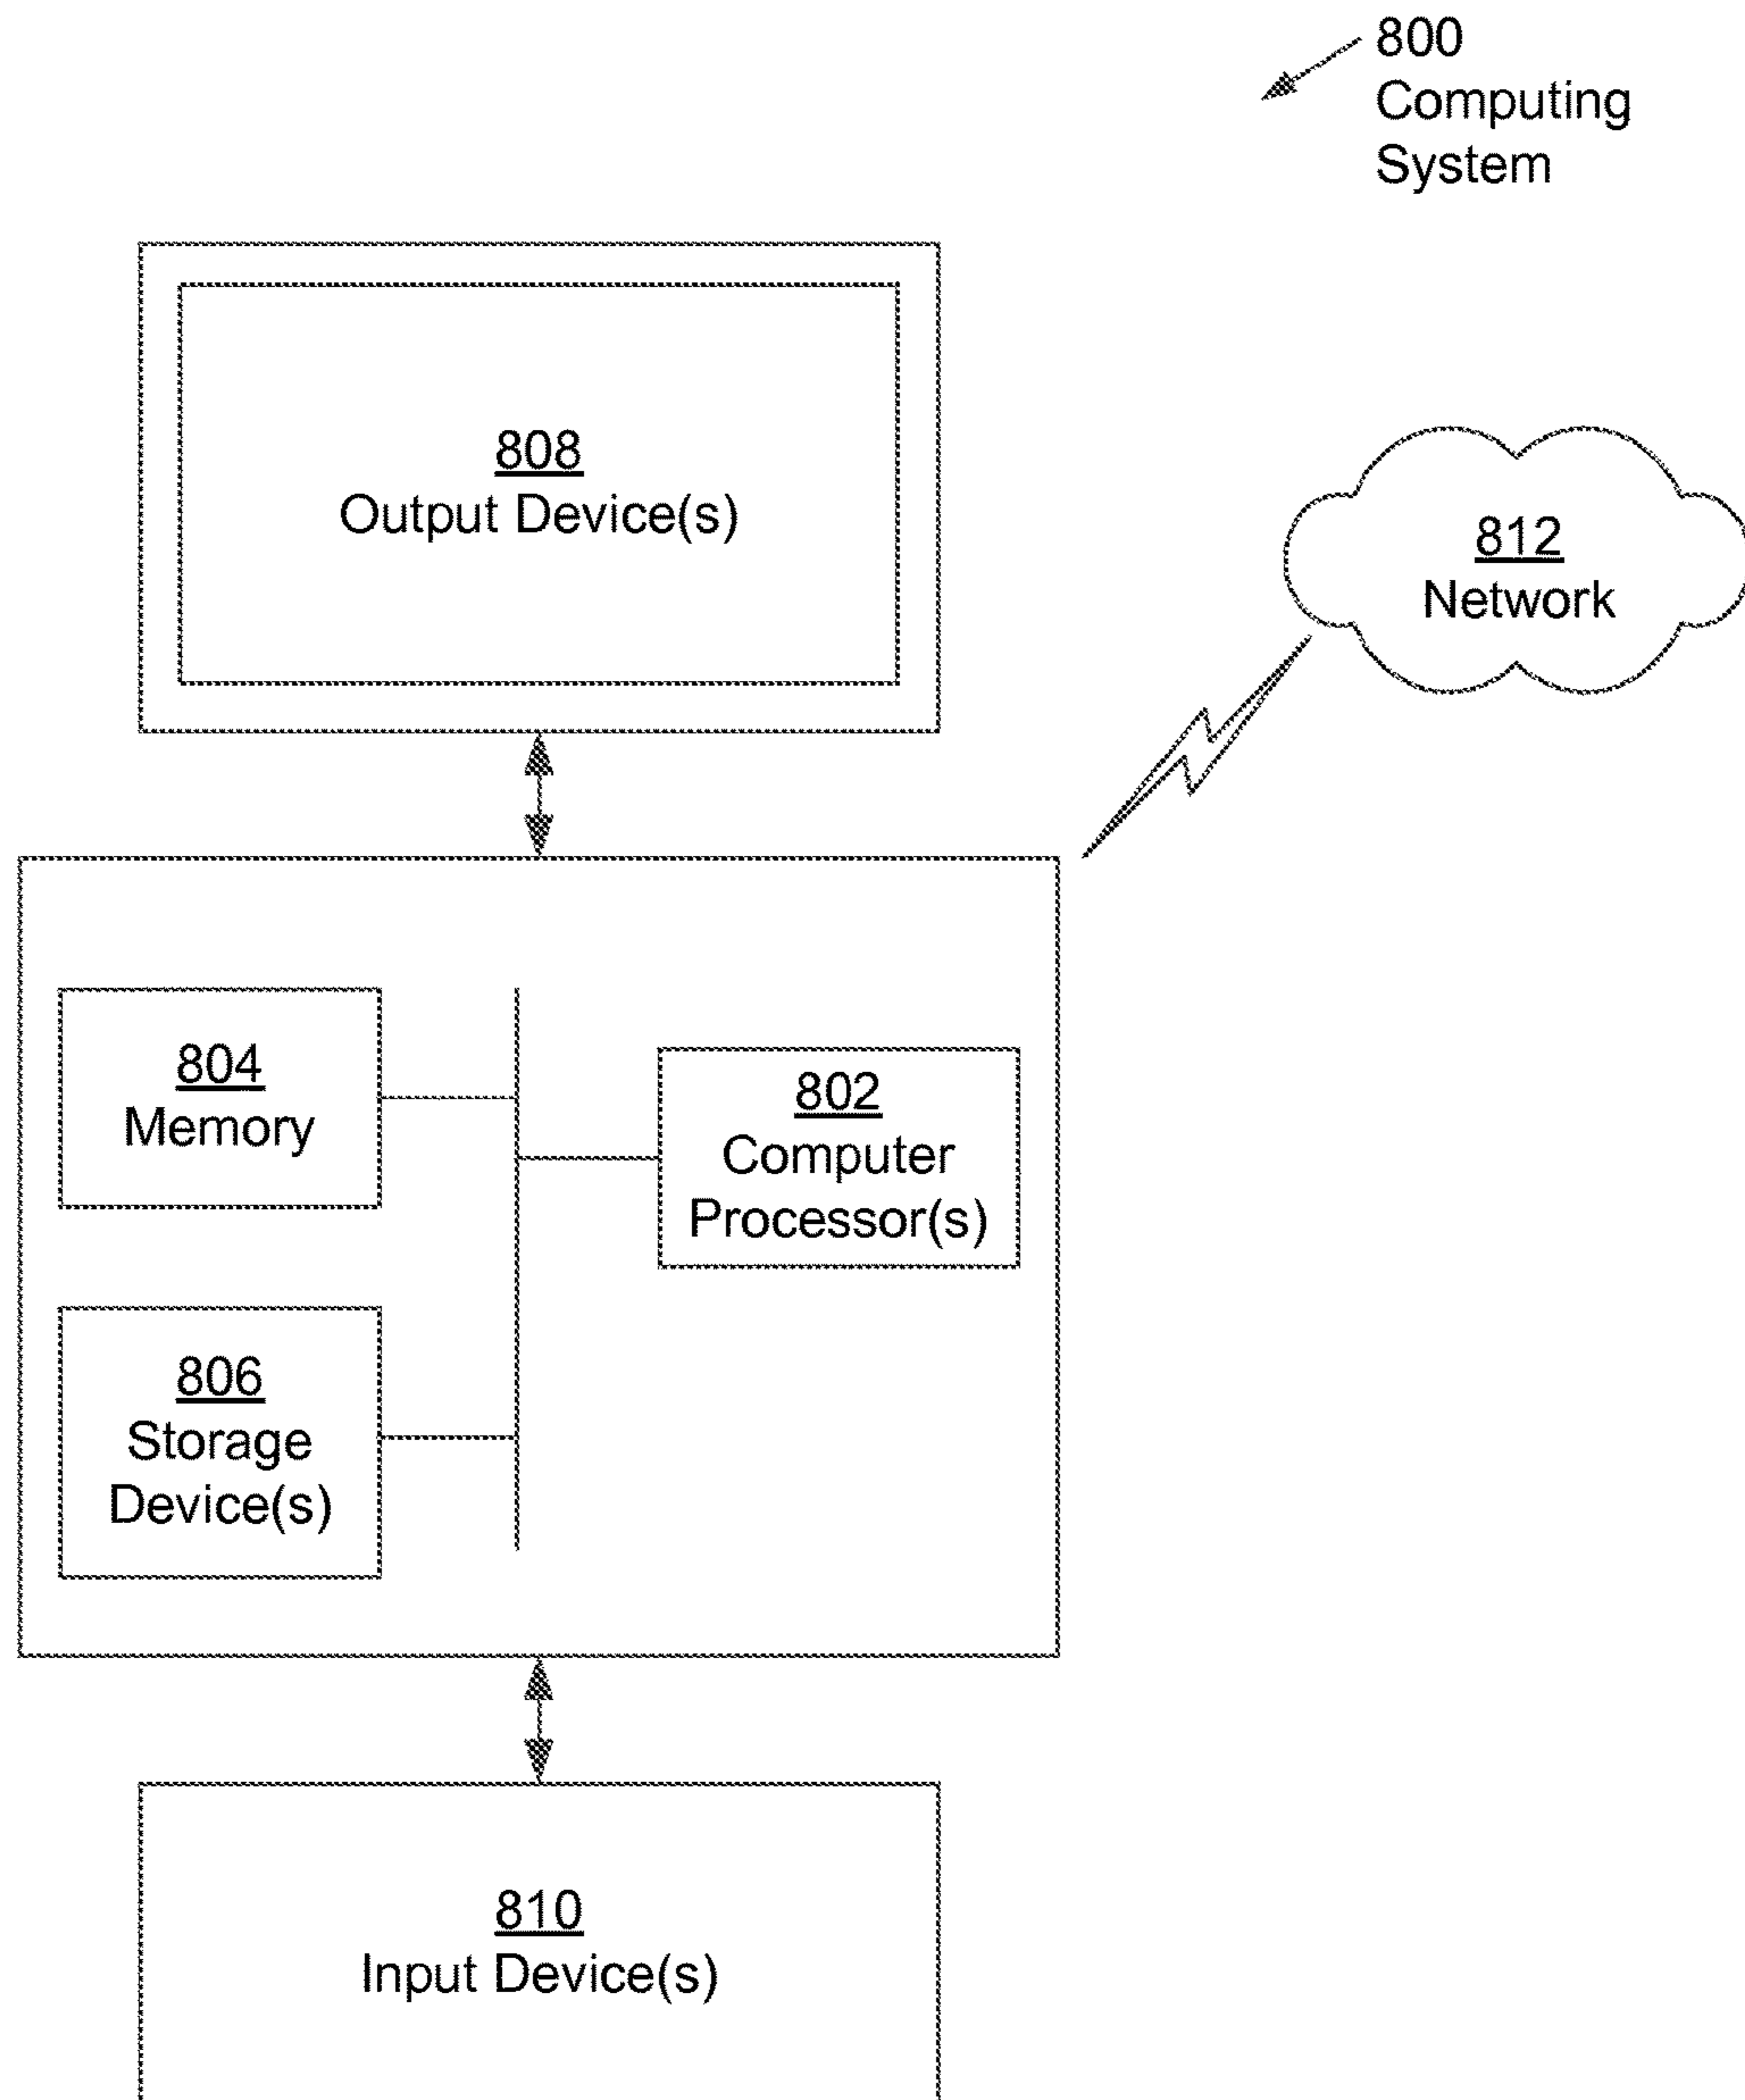 800
Computing
System
808
Output Device(s)
812
Network
804
Memory
802
Computer
Processor(s)
806
Storage
Device(s)
810
Input Device(s)